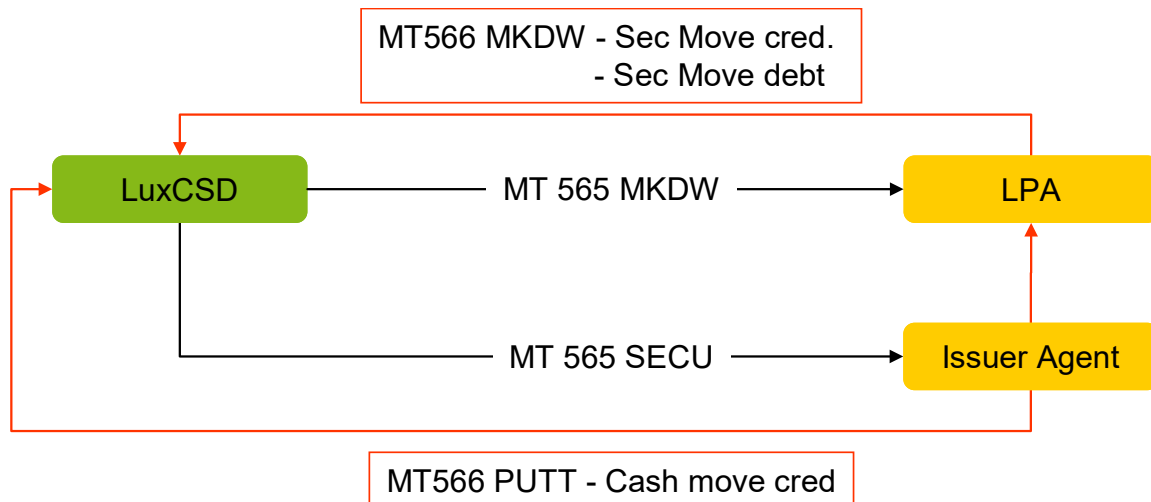 MT566 MKDW - Sec Move cred.
- Sec Move debt
LuxCSD
MT 565 MKDW
LPA
MT 565 SECU
Issuer Agent
MT566 PUTT - Cash move cred